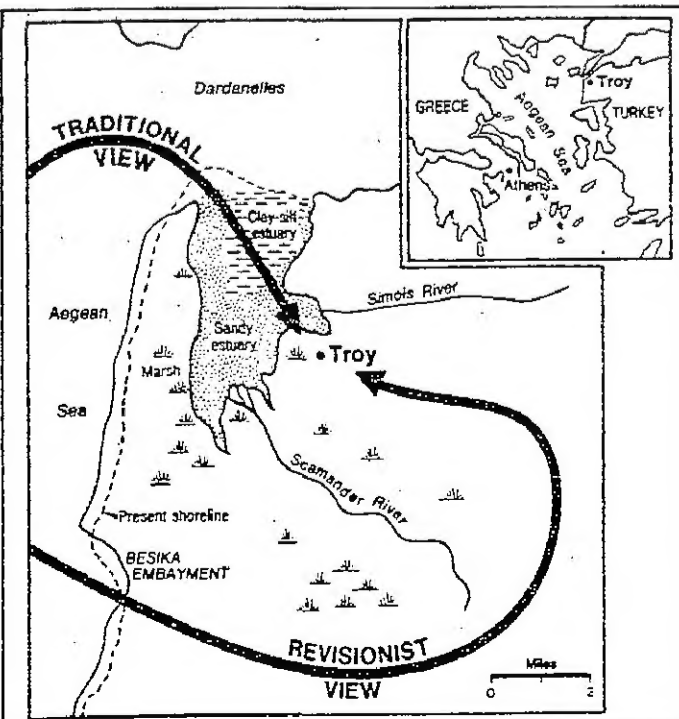 Dardanelles
TRADITIONAL
VIEW
Clay-silt
estuary
Aegean
Sea
Sandy
estuary
Marsh
Simois River
Troy
Scamander River
Present shoreline
BESIKA
EMBAYMENT
REVISIONIST
VIEW
Miles
0 2
GREECE
Aegean Sea
Troy
TURKEY
Athens